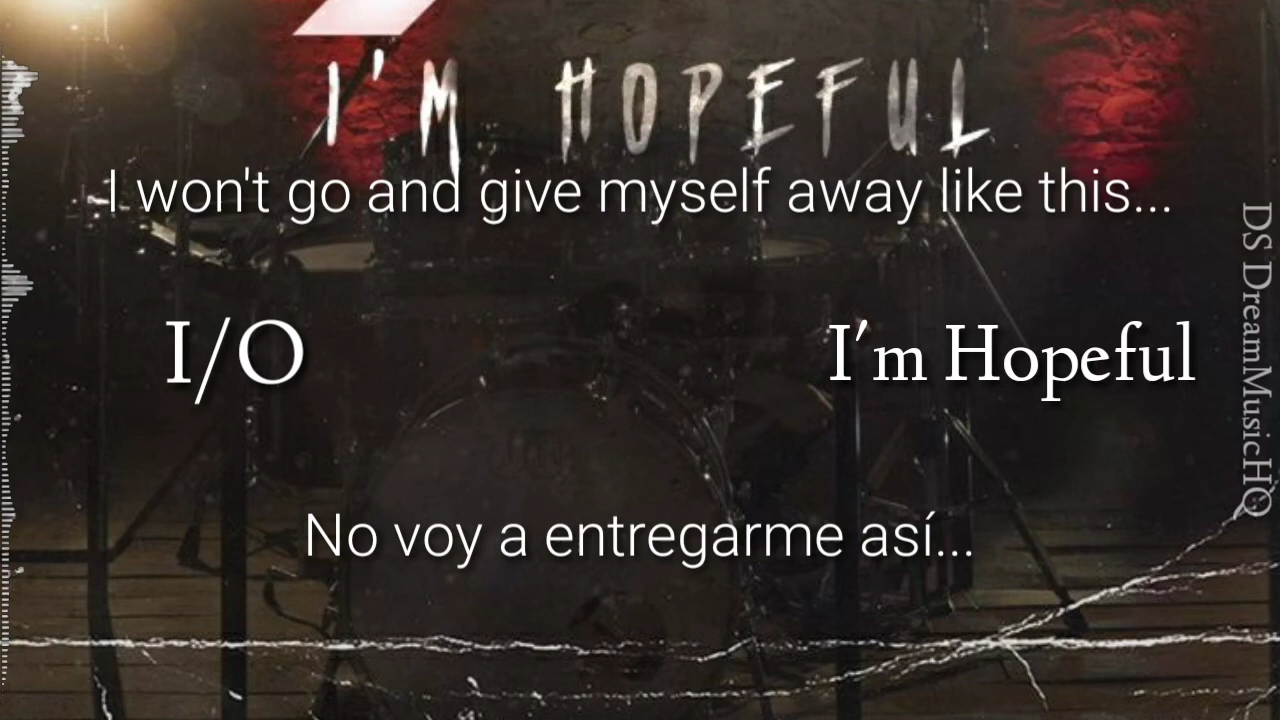 I'M HOPEFUL
I won't go and give myself away like this...
I/O
I'm Hopeful
No voy a entregarme así...
DS DreamMusicHQ